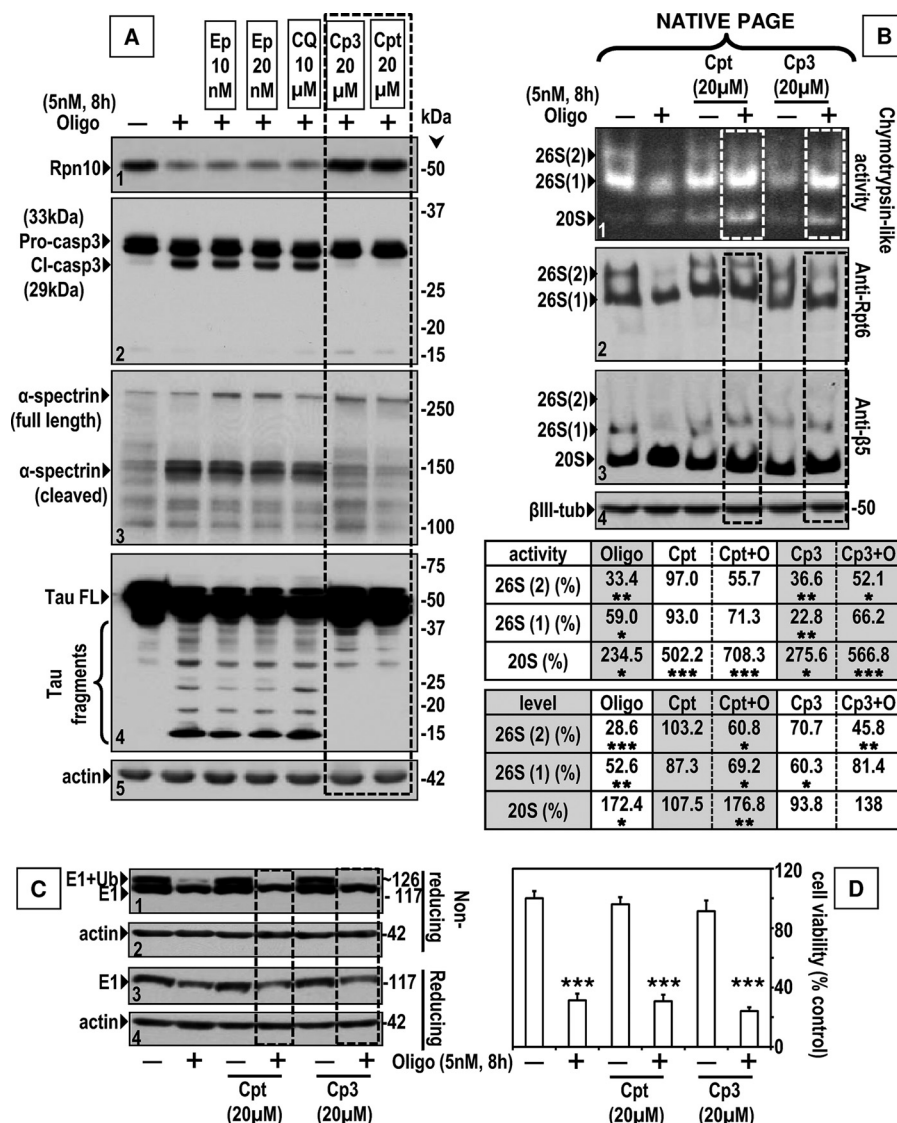 A
Ep 10 nM
Ep 20 nM
CQ 10 µM
Cp3 20 µM
Cpt 20 µM
(5nM, 8h)
Oligo — + + + + + +
kDa
Rpn10
-50
1
(33kDa)
Pro-casp3
Cl-casp3
(29kDa)
-37
-25
-20
-15
2
α-spectrin
(full length)
α-spectrin
(cleaved)
-250
-150
-100
3
Tau FL
Tau
fragments
-75
-50
-37
-25
-20
-15
4
actin
-42
5
NATIVE PAGE
B
Cpt
(20µM)
Cp3
(20µM)
(5nM, 8h)
Oligo — + — + — +
26S(2)
26S(1)
20S
1
Chymotrypsin-like
activity
26S(2)
26S(1)
2
Anti-Rpt6
26S(2)
26S(1)
20S
3
Anti-β5
βIII-tub
4
-50
activity Oligo Cpt Cpt+O Cp3 Cp3+O
26S (2) (%) 33.4 ** 97.0 55.7 36.6 ** 52.1 *
26S (1) (%) 59.0 * 93.0 71.3 22.8 ** 66.2
20S (%) 234.5 * 502.2 *** 708.3 *** 275.6 * 566.8 ***
level Oligo Cpt Cpt+O Cp3 Cp3+O
26S (2) (%) 28.6 *** 103.2 60.8 * 70.7 45.8 **
26S (1) (%) 52.6 ** 87.3 69.2 * 60.3 * 81.4
20S (%) 172.4 * 107.5 176.8 ** 93.8 138
C
E1+Ub
E1
~126
- 117
1
actin
-42
2
Non-
reducing
E1
-117
3
actin
-42
4
Reducing
— + — + — + Oligo (5nM, 8h)
Cpt
(20µM)
Cp3
(20µM)
D
120
80
40
0
cell viability (% control)
*** *** ***
— + — + — +
Cpt
(20µM)
Cp3
(20µM)